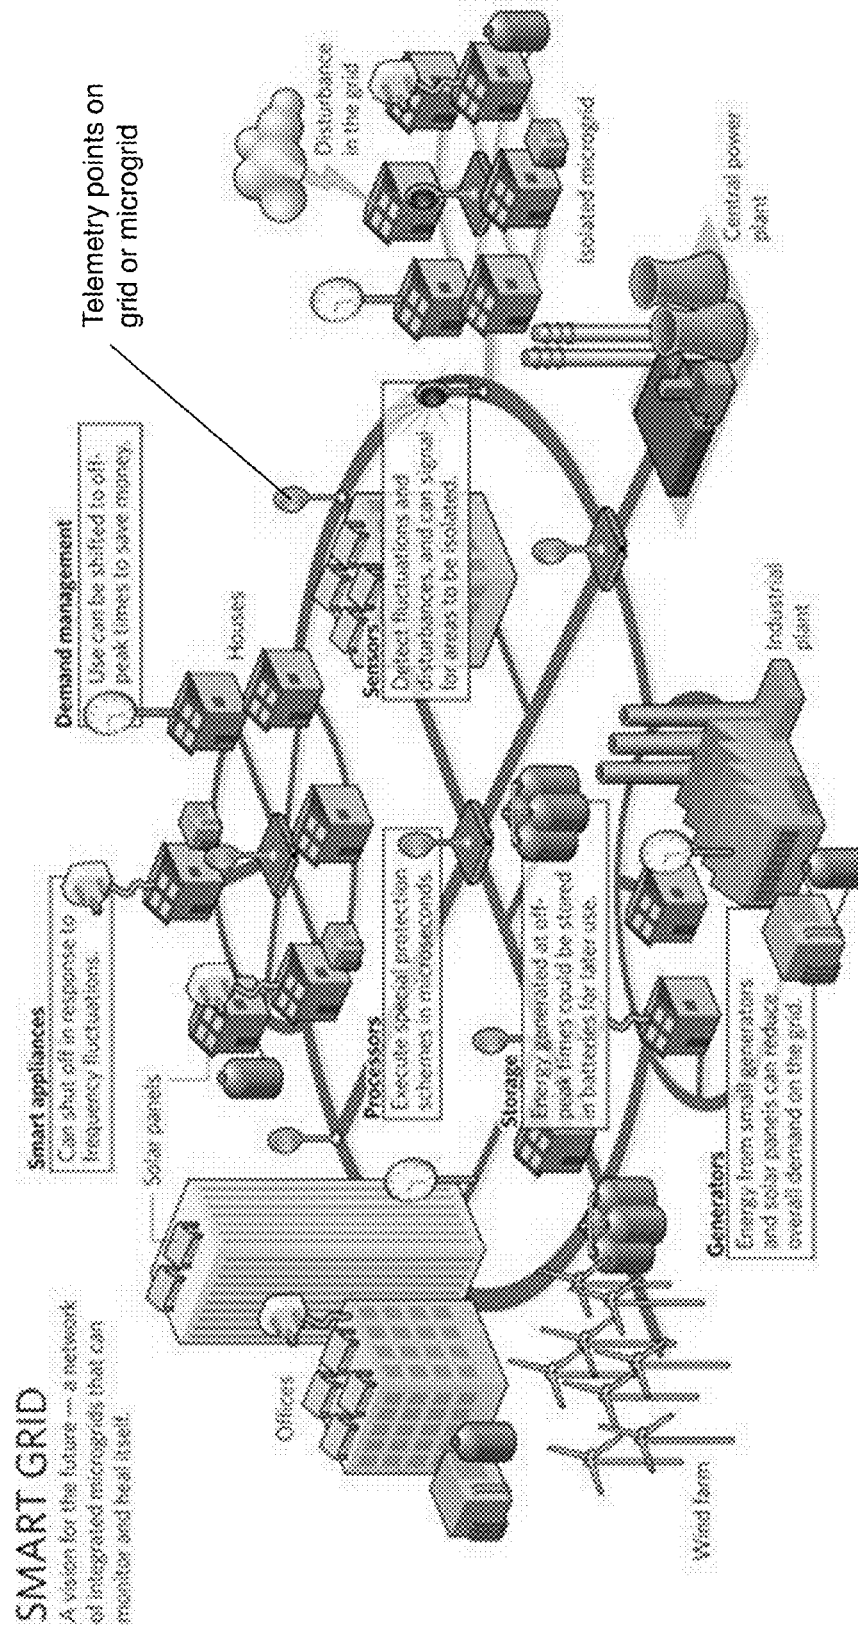 SMART GRID
A vision for the future — a network
of integrated microgrids that can
monitor and heal itself.
Smart appliances
Can shut off in response to
frequency fluctuations.
Demand management
Use can be shifted to off-
peak times to save money.
Telemetry points on
grid or microgrid
Solar panels
Houses
Offices
Disturbance
in the grid
Processors
Execute special protection
schemes in microseconds.
Sensors
Detect fluctuations and
disturbances, and can signal
for areas to be isolated
Storage
Energy generated at off-
peak times could be stored
in batteries for later use.
Isolated microgrid
Wind farm
Generators
Energy from small generators
and solar panels can reduce
overall demand on the grid.
Industrial
plant
Central power
plant